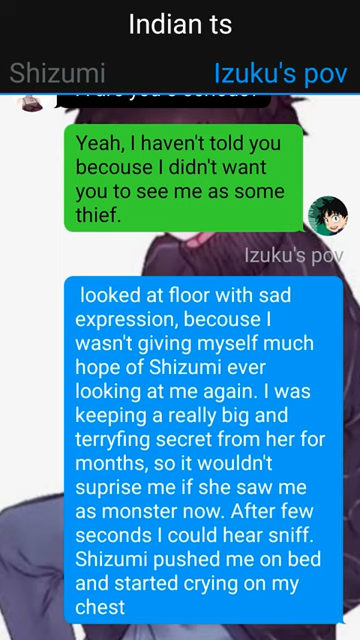 Indian ts
Shizumi Izuku's pov
Yeah, I haven't told you
becouse I didn't want
you to see me as some
thief.
Izuku's pov
looked at floor with sad
expression, becouse I
wasn't giving myself much
hope of Shizumi ever
looking at me again. I was
keeping a really big and
terryfing secret from her for
months, so it wouldn't
suprise me if she saw me
as monster now. After few
seconds I could hear sniff.
Shizumi pushed me on bed
and started crying on my
chest